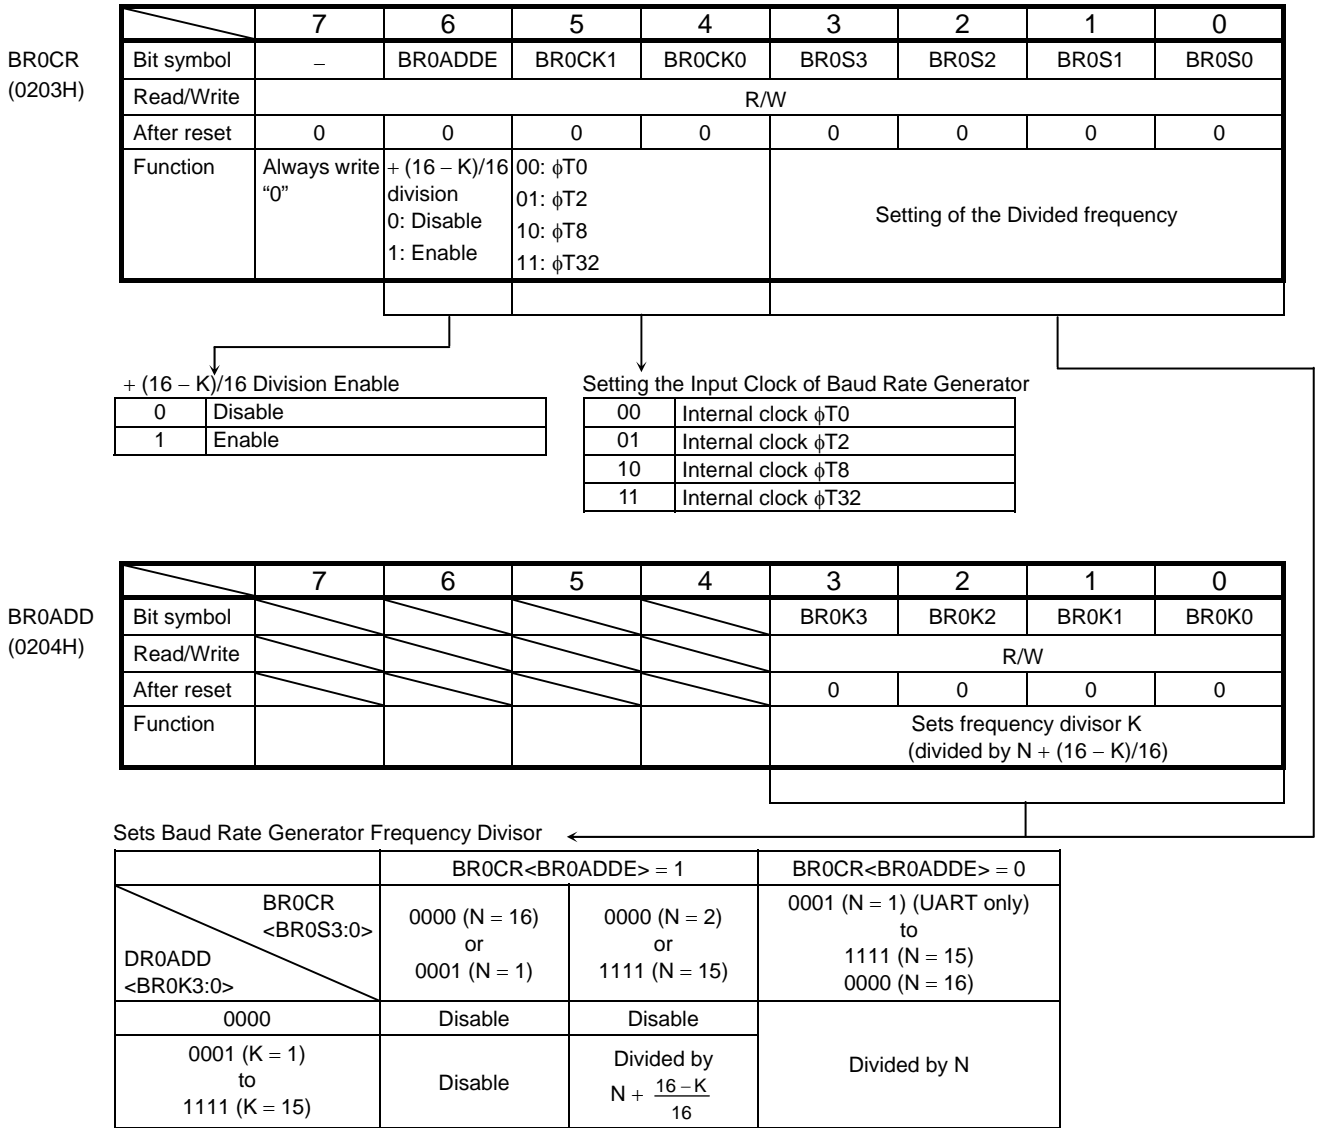 7 6 5 4 3 2 1 0
BR0CR
(0203H)
Bit symbol – BR0ADDE BR0CK1 BR0CK0 BR0S3 BR0S2 BR0S1 BR0S0
Read/Write R/W
After reset 0 0 0 0 0 0 0 0
Function
Always write
“0”
+ (16 – K)/16
division
0: Disable
1: Enable
00: ϕT0
01: ϕT2
10: ϕT8
11: ϕT32
Setting of the Divided frequency
+ (16 – K)/16 Division Enable
0 Disable
1 Enable
Setting the Input Clock of Baud Rate Generator
00 Internal clock ϕT0
01 Internal clock ϕT2
10 Internal clock ϕT8
11 Internal clock ϕT32
7 6 5 4 3 2 1 0
BR0ADD
(0204H)
Bit symbol BR0K3 BR0K2 BR0K1 BR0K0
Read/Write R/W
After reset 0 0 0 0
Function
Sets frequency divisor K
(divided by N + (16 – K)/16)
Sets Baud Rate Generator Frequency Divisor
BR0CR<BR0ADDE> = 1 BR0CR<BR0ADDE> = 0
BR0CR
<BR0S3:0>
DR0ADD
<BR0K3:0>
0000 (N = 16)
or
0001 (N = 1)
0000 (N = 2)
or
1111 (N = 15)
0001 (N = 1) (UART only)
to
1111 (N = 15)
0000 (N = 16)
0000 Disable Disable
0001 (K = 1)
to
1111 (K = 15)
Disable
Divided by
N + 16 – K
16
Divided by N